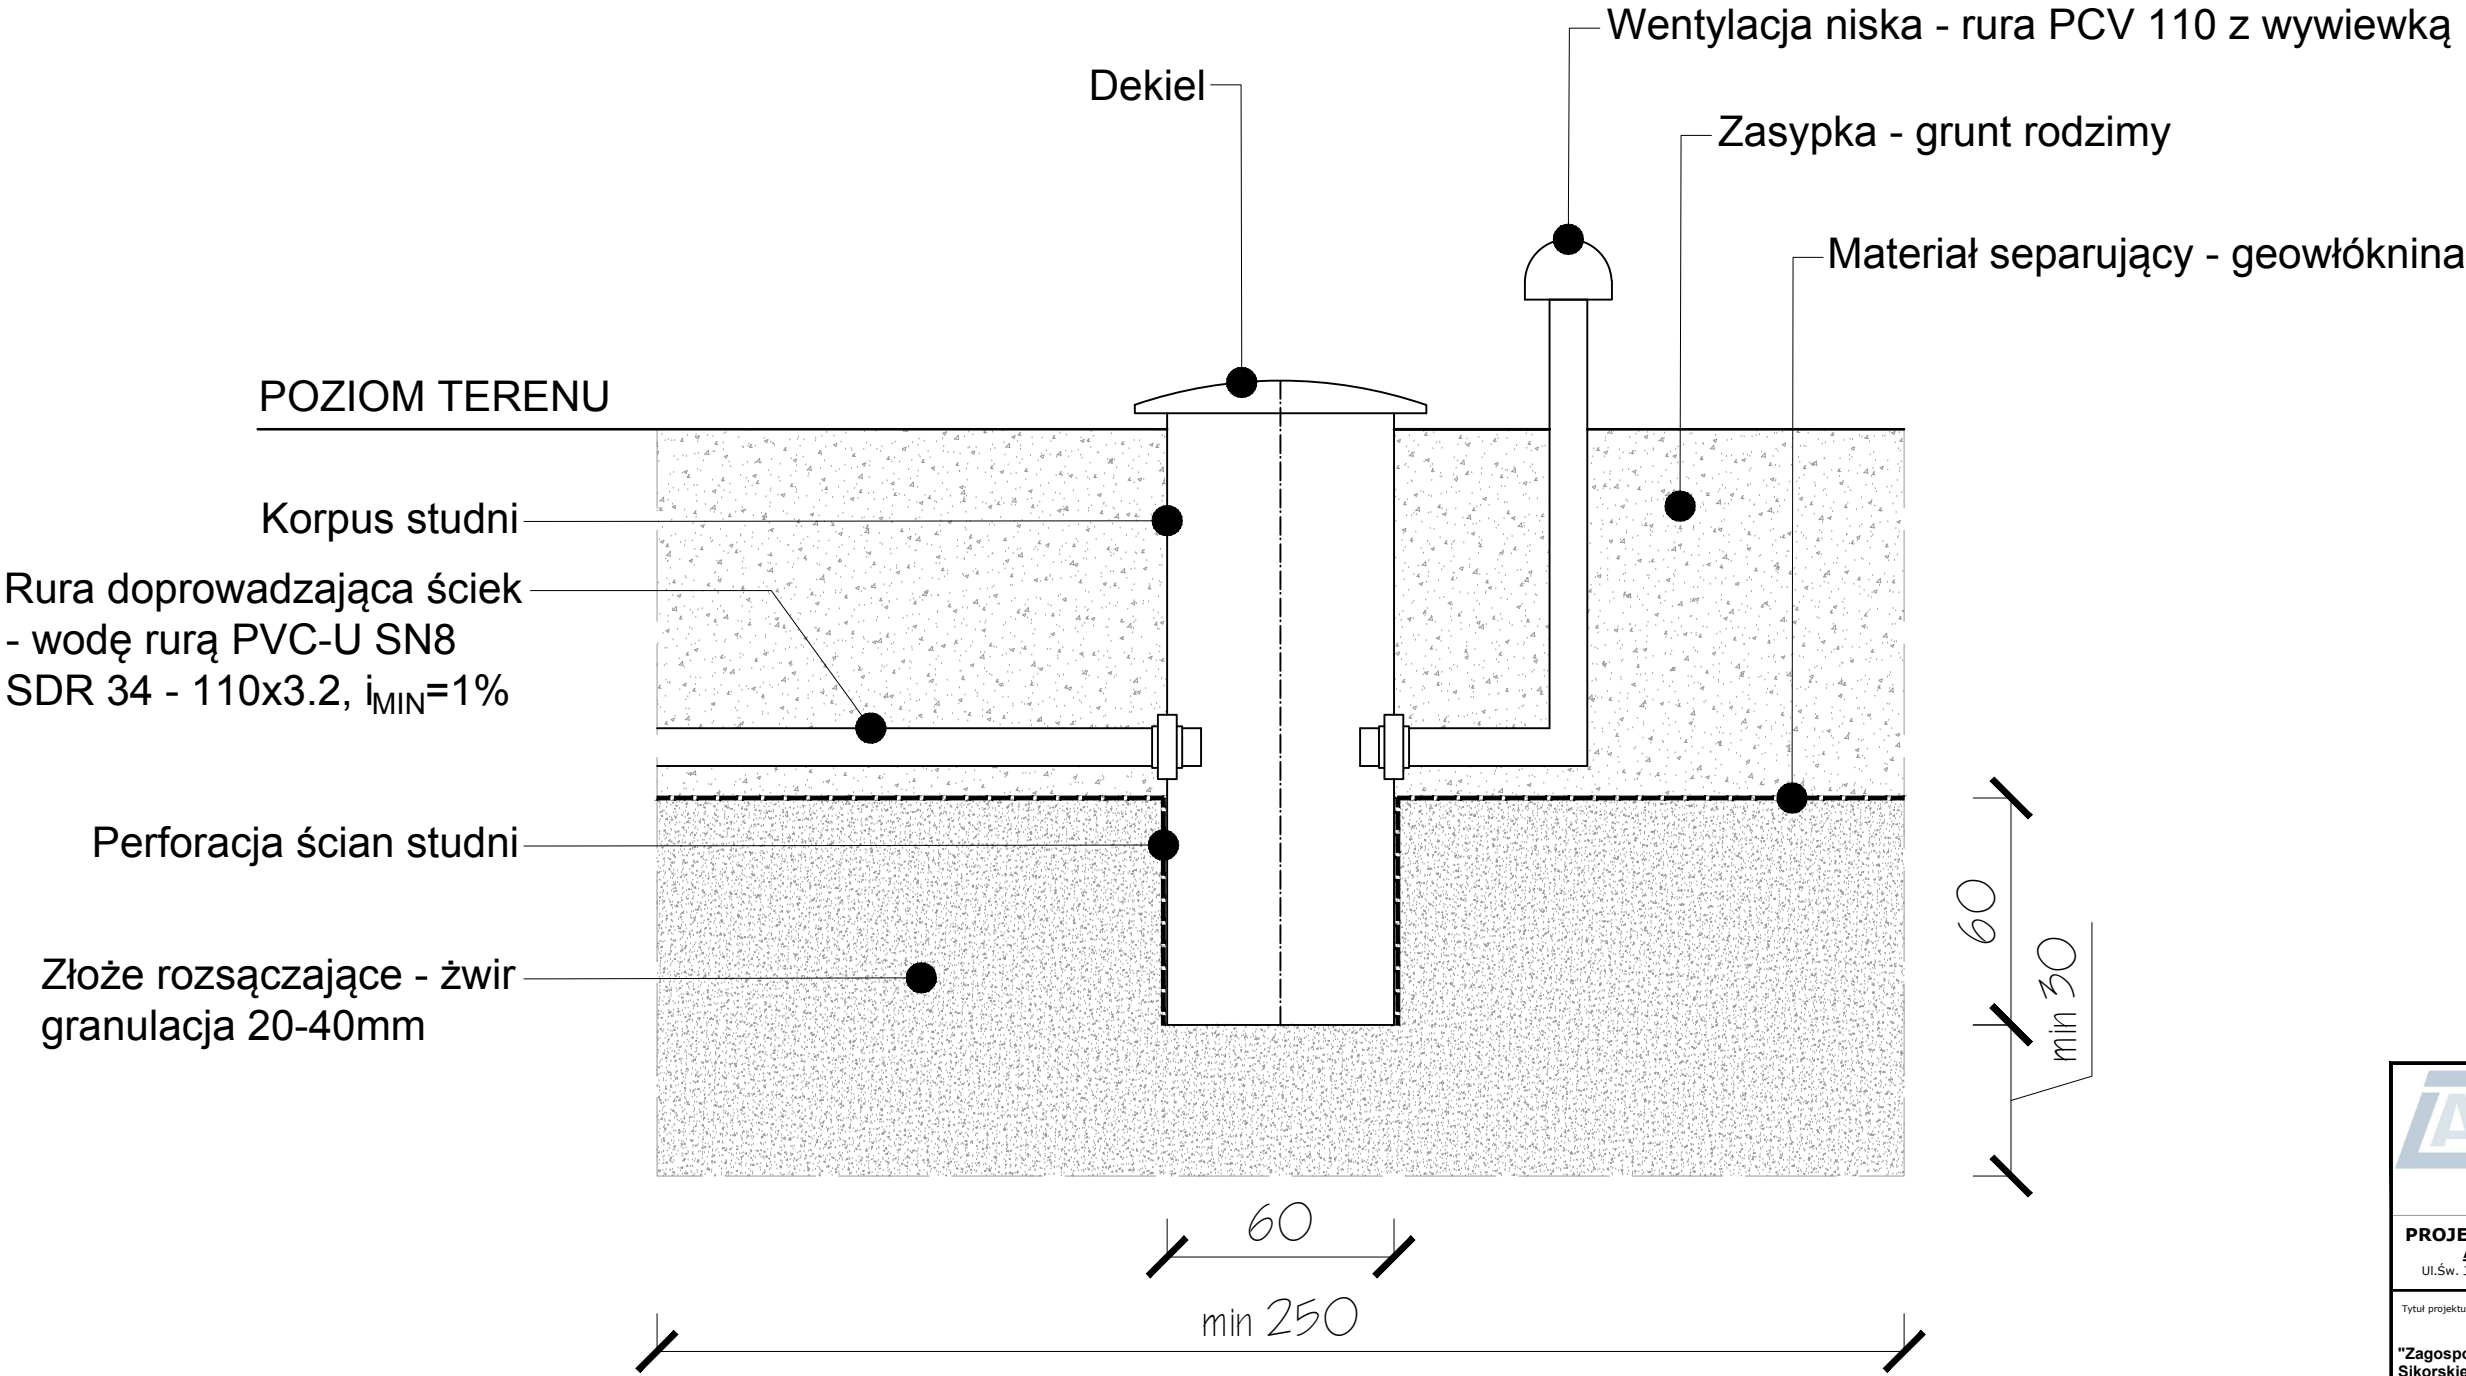 Wentylacja niska - rura PCV 110 z wywiewką
Dekiel
Zasypka - grunt rodzimy
Materiał separujący - geowłóknina
POZIOM TERENU
Korpus studni
Rura doprowadzająca ściek
- wodę rurą PVC-U SN8
SDR 34 - 110x3.2, iMIN=1%
Perforacja ścian studni
Złoże rozsączające - żwir
granulacja 20-40mm
60
min 30
60
min 250
PROJE
Ul.Św.
Tytuł projektu
"Zagospo
Sikorskie